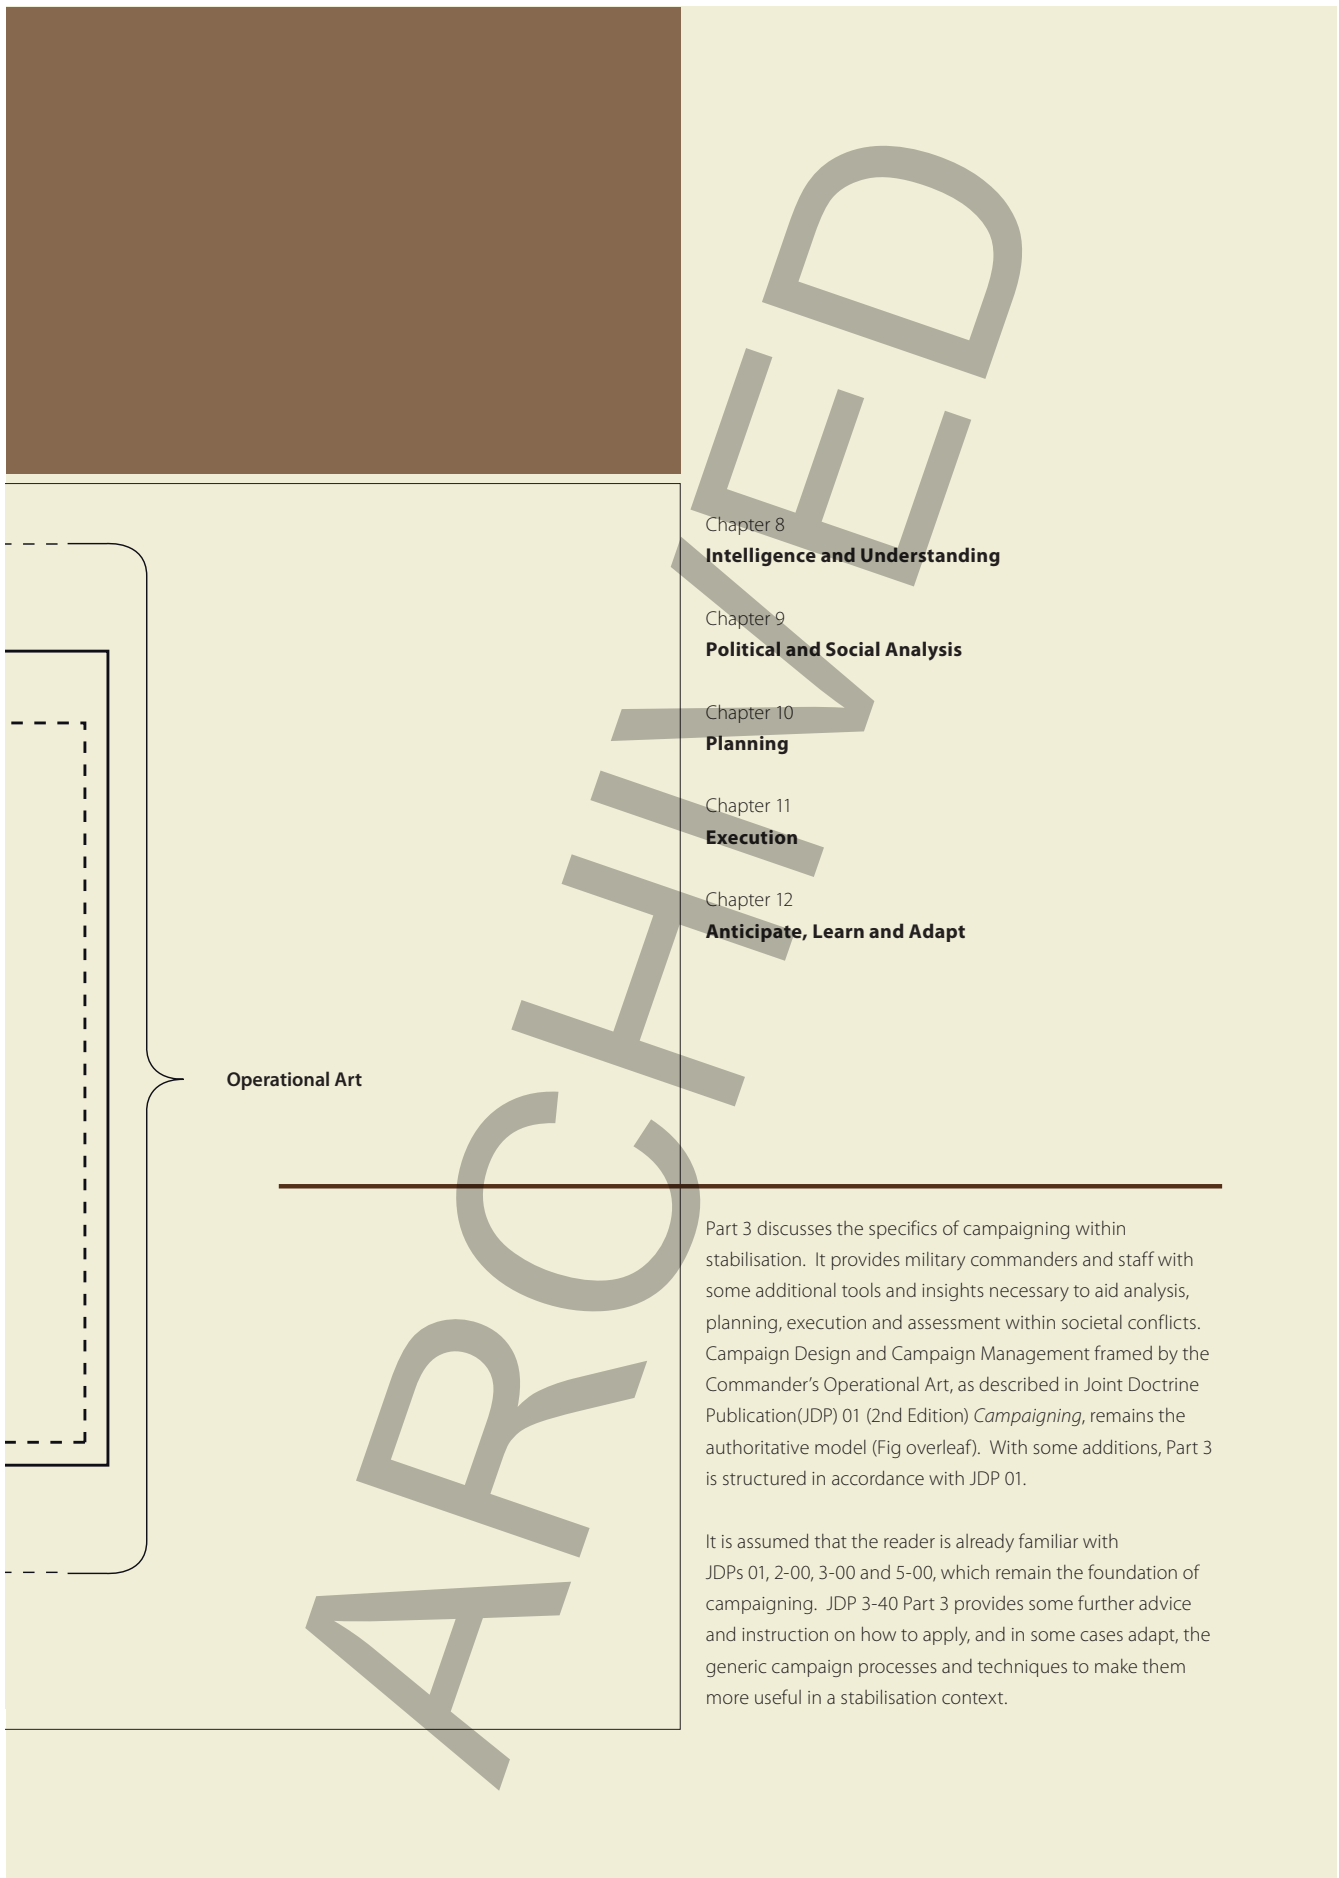 ARCHIVED
Chapter 8
Intelligence and Understanding
Chapter 9
Political and Social Analysis
Chapter 10
Planning
Chapter 11
Execution
Chapter 12
Anticipate, Learn and Adapt
Operational Art
Part 3 discusses the specifics of campaigning within
stabilisation.  It provides military commanders and staff with
some additional tools and insights necessary to aid analysis,
planning, execution and assessment within societal conflicts.
Campaign Design and Campaign Management framed by the
Commander’s Operational Art, as described in Joint Doctrine
Publication(JDP) 01 (2nd Edition) Campaigning, remains the
authoritative model (Fig overleaf).  With some additions, Part 3
is structured in accordance with JDP 01.
It is assumed that the reader is already familiar with
JDPs 01, 2-00, 3-00 and 5-00, which remain the foundation of
campaigning.  JDP 3-40 Part 3 provides some further advice
and instruction on how to apply, and in some cases adapt, the
generic campaign processes and techniques to make them
more useful in a stabilisation context.